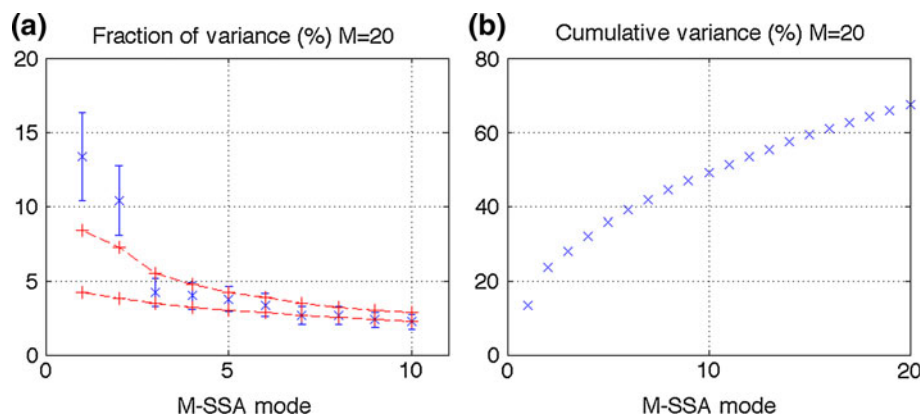 (a) Fraction of variance (%) M=20
20
15
10
5
0
0 5 10
M-SSA mode
(b) Cumulative variance (%) M=20
80
60
40
20
0
0 10 20
M-SSA mode